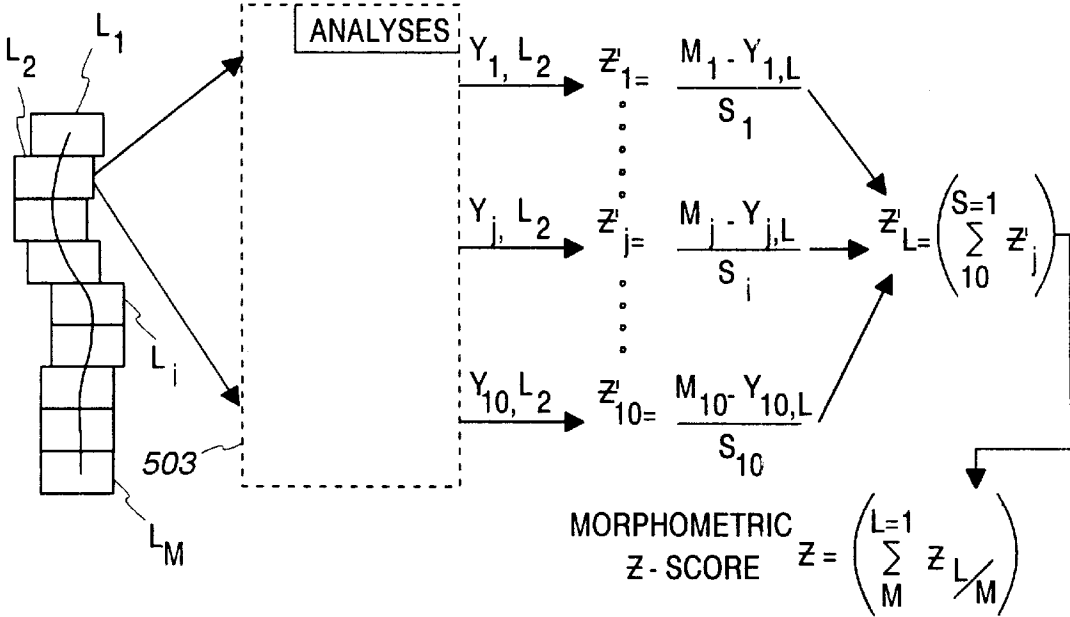 L1
L2
Li
LM
503
ANALYSES
Y1, L2
Z'1= M1 - Y1,L
S1
Yj, L2
Z'j= Mj - Yj,L
Si
Y10, L2
Z'10= M10 - Y10,L
S10
Z'L= ( S=1 ∑ 10 Z'j )
MORPHOMETRIC
Z - SCORE Z = ( L=1 ∑ M Z L/M )